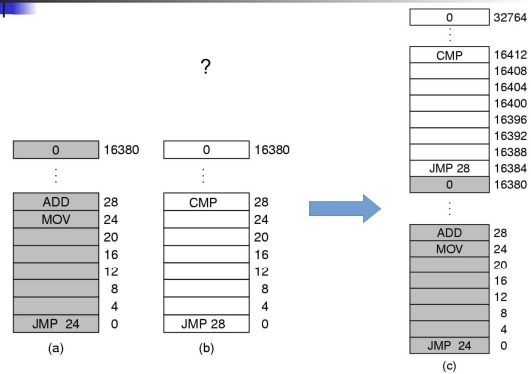 ?
0 16380
ADD 28
MOV 24
20
16
12
8
4
JMP 24 0
(a)
0 16380
CMP 28
24
20
16
12
8
4
JMP 28 0
(b)
0 32764
CMP 16412
16408
16404
16400
16396
16392
16388
JMP 28 16384
0 16380
ADD 28
MOV 24
20
16
12
8
4
JMP 24 0
(c)